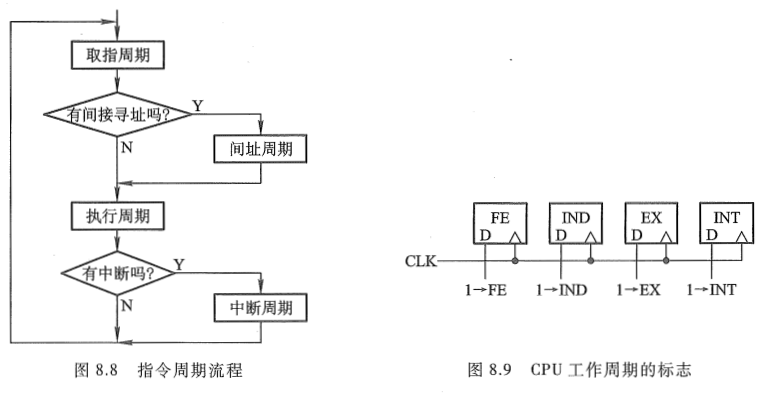 取指周期
有间接寻址吗?
Y
N
间址周期
执行周期
有中断吗?
Y
N
中断周期
图 8.8 指令周期流程
FE
IND
EX
INT
D
D
D
D
CLK
1→FE
1→IND
1→EX
1→INT
图 8.9 CPU 工作周期的标志